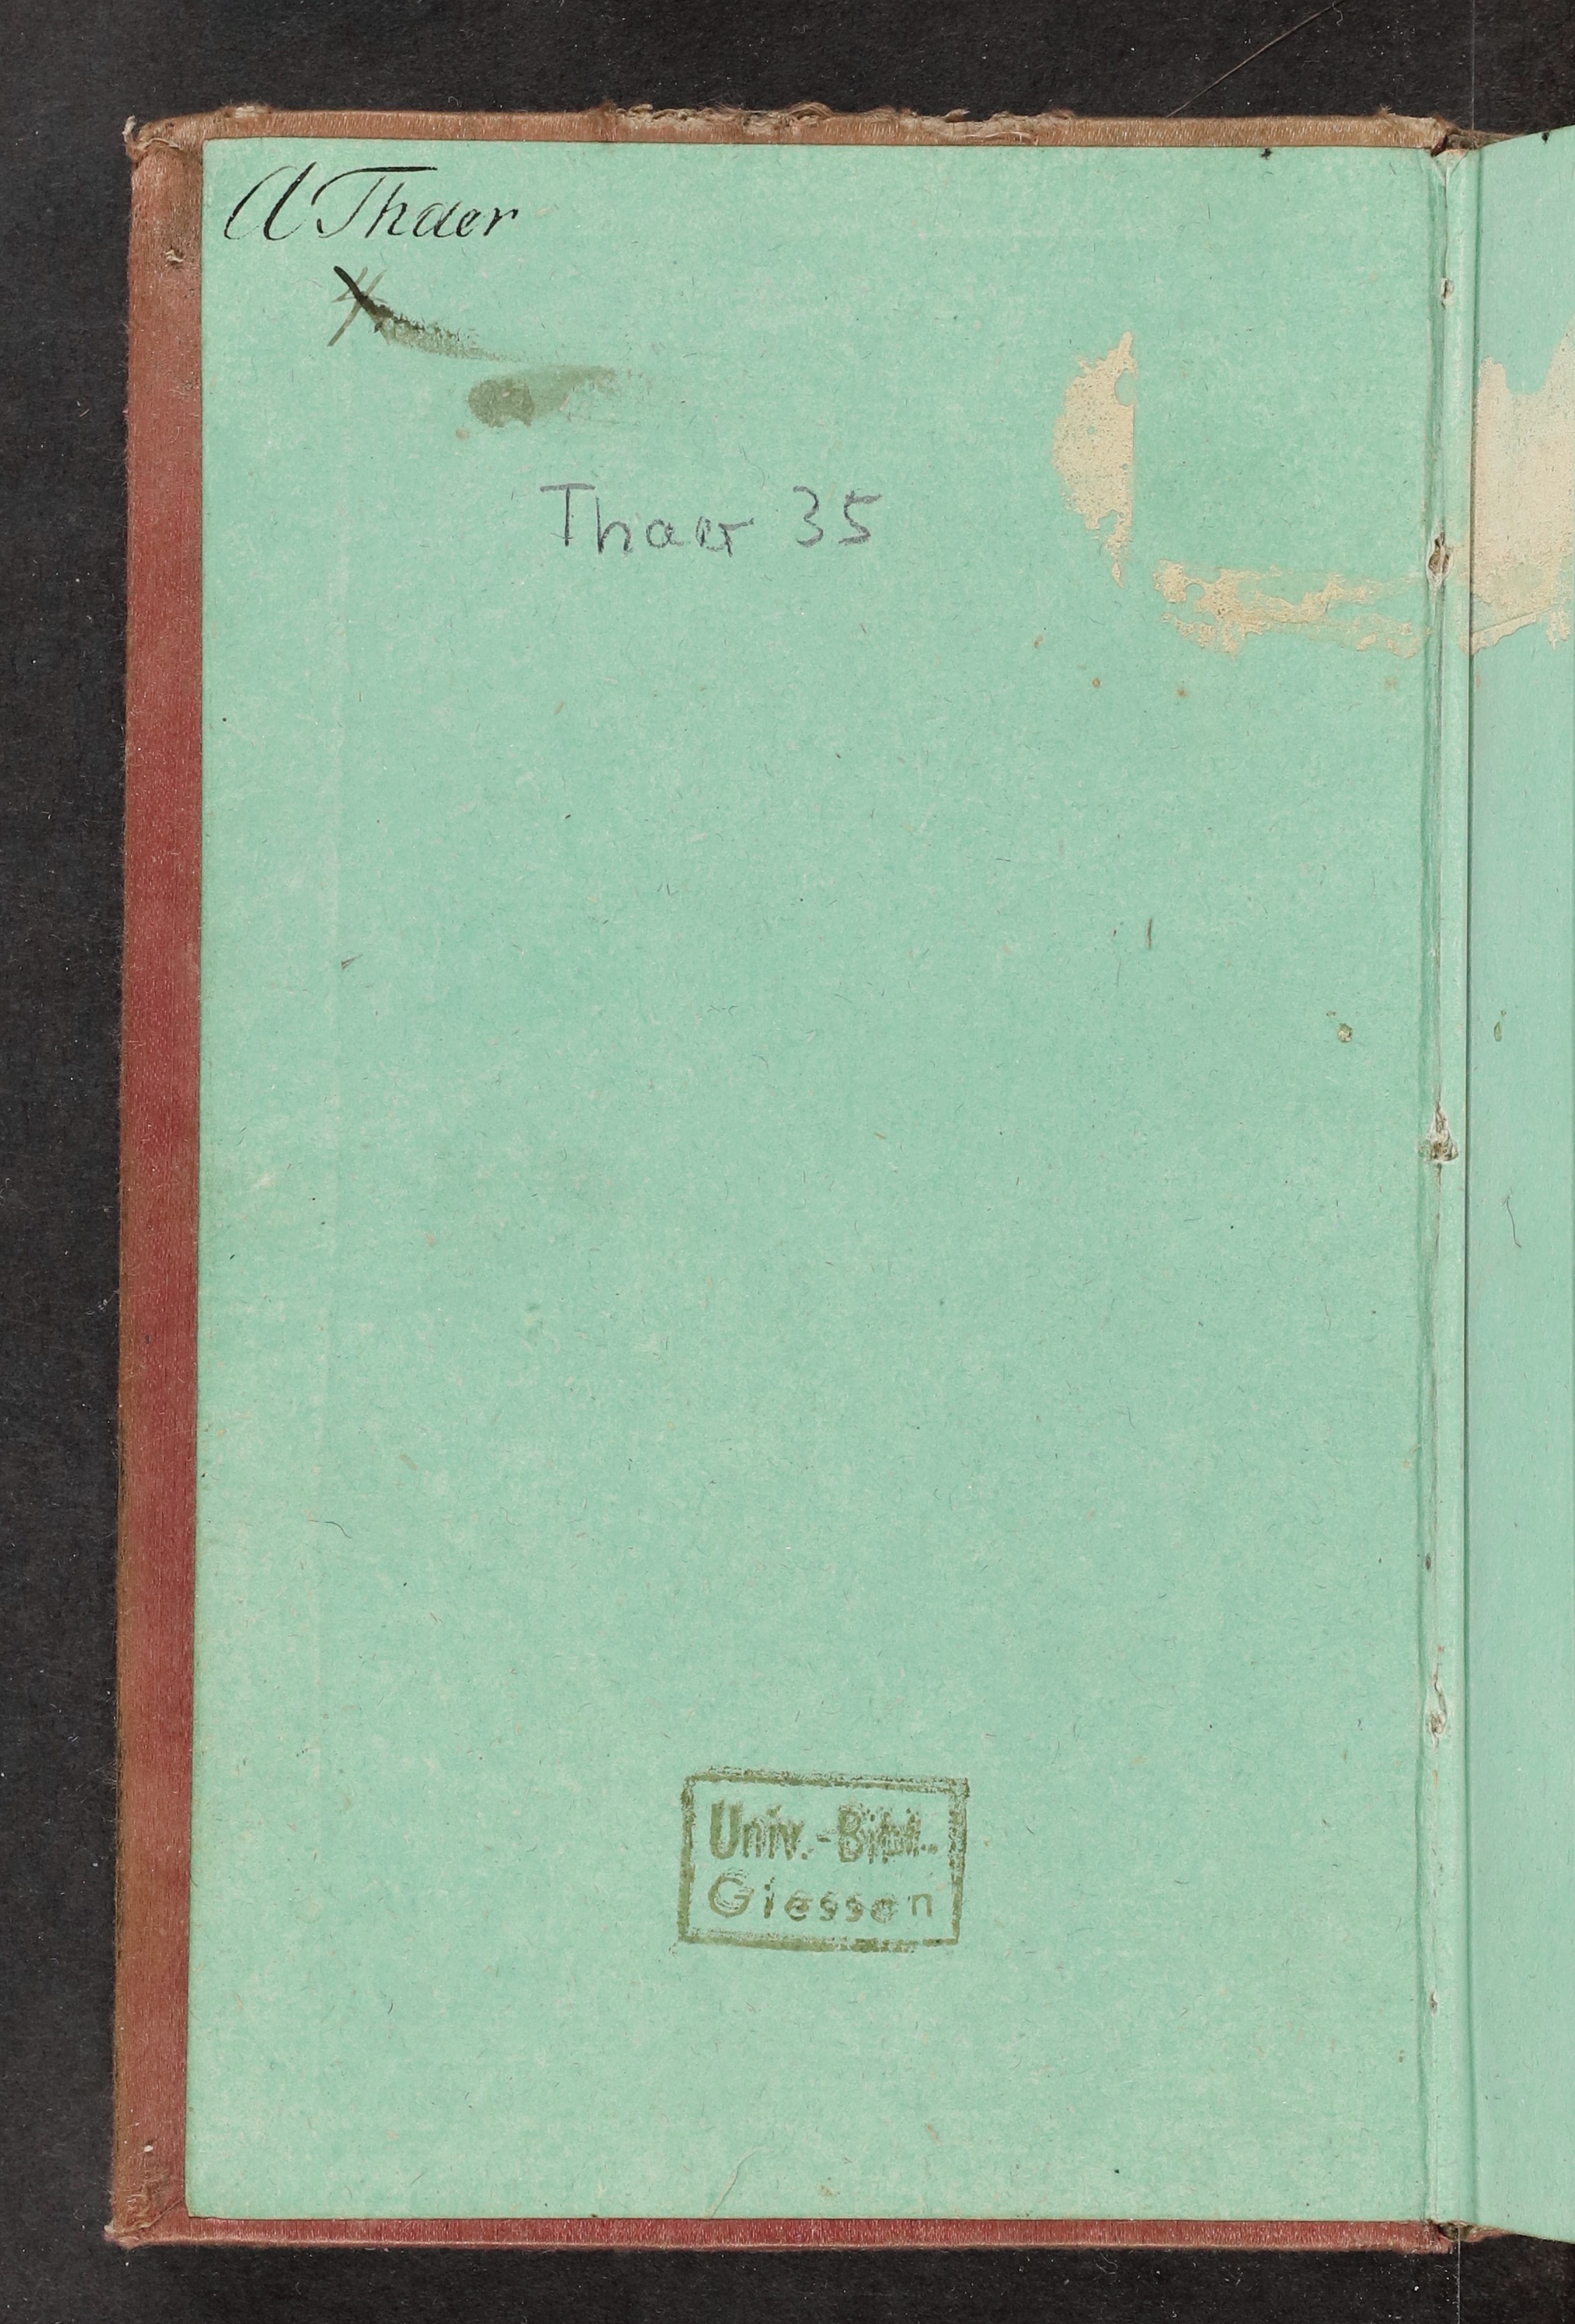 A Thaer
Thaer 35
Univ.-Bibl.
Giessen